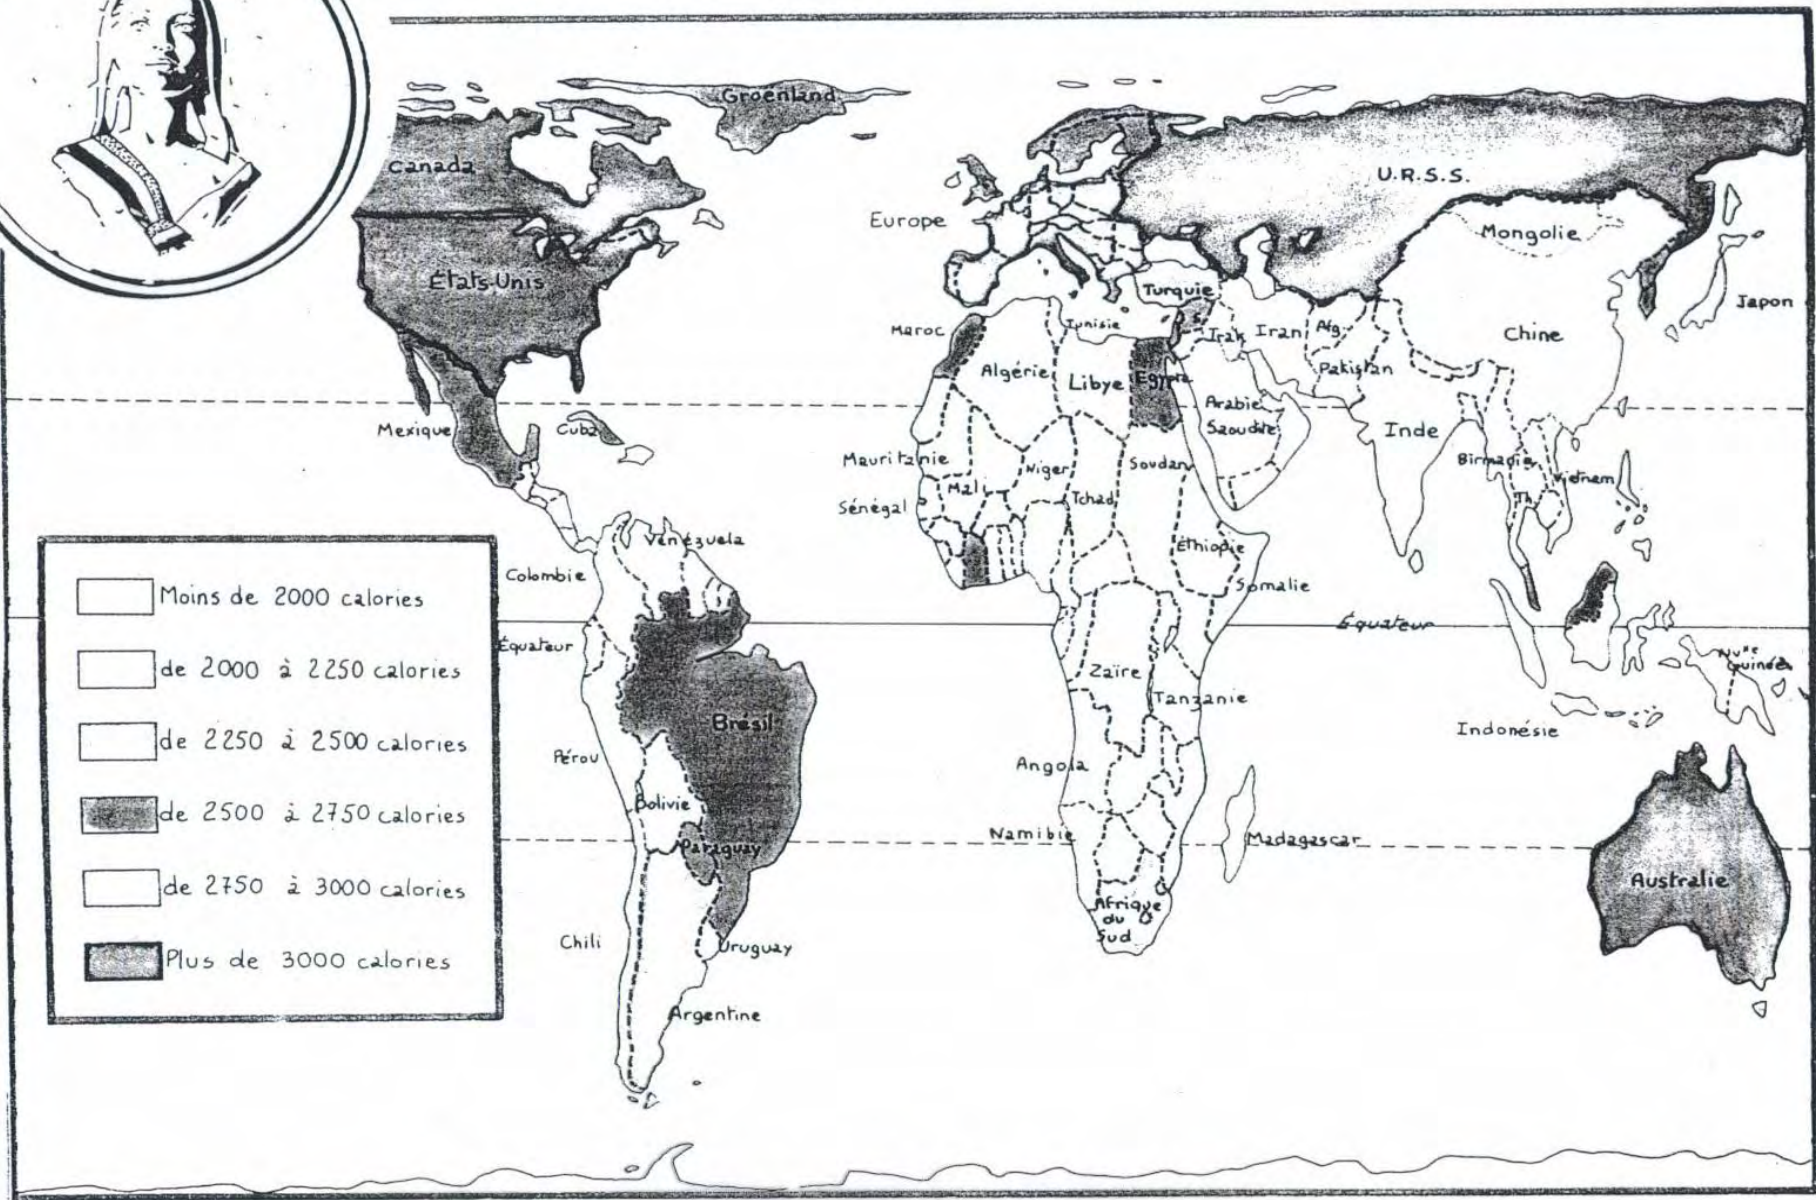 Groënland
Canada
U.R.S.S.
Europe
Mongolie
États-Unis
Turquie
Japon
Maroc
Tunisie
Irak
Iran
Afg.
Chine
Algérie
Libye
Egypte
Pakistan
Arabie
Saoudite
Mexique
Cuba
Inde
Mauritanie
Niger
Soudan
Birmanie
Mali
Tchad
Vietnam
Sénégal
Th.
Vénézuela
Éthiopie
Colombie
Somalie
Équateur
Équateur
Zaïre
Nvlle
Guinée
Tanzanie
Brésil
Indonésie
Pérou
Angola
Bolivie
Namibie
Madagascar
Paraguay
Australie
Afrique
du
Sud
Chili
Uruguay
Argentine
Moins de 2000 calories
de 2000 à 2250 calories
de 2250 à 2500 calories
de 2500 à 2750 calories
de 2750 à 3000 calories
Plus de 3000 calories